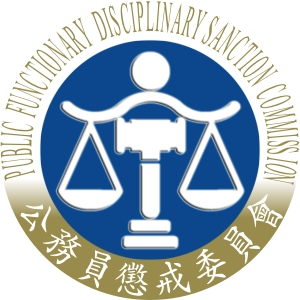 PUBLIC FUNCTIONARY DISCIPLINARY SANCTION COMMISSION
公務員懲戒委員會